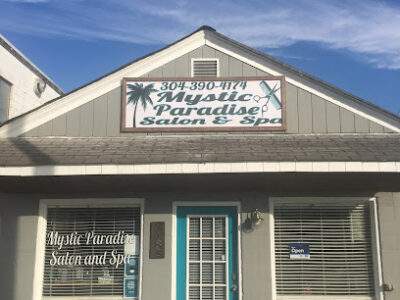 304-390-4174
Mystic
Paradise
Salon & Spa
Mystic Paradise
Salon and Spa
Open